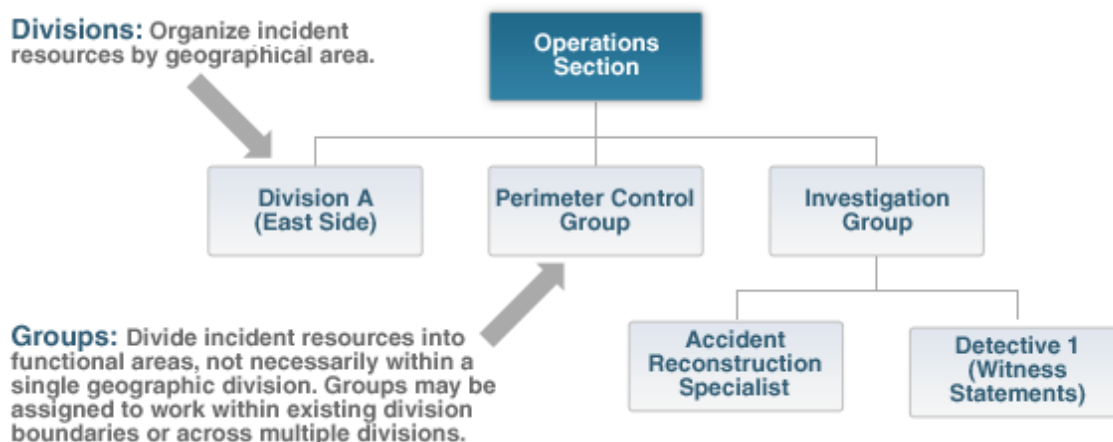 Divisions: Organize incident
resources by geographical area.
Operations
Section
Division A
(East Side)
Perimeter Control
Group
Investigation
Group
Groups: Divide incident resources into
functional areas, not necessarily within a
single geographic division. Groups may be
assigned to work within existing division
boundaries or across multiple divisions.
Accident
Reconstruction
Specialist
Detective 1
(Witness
Statements)